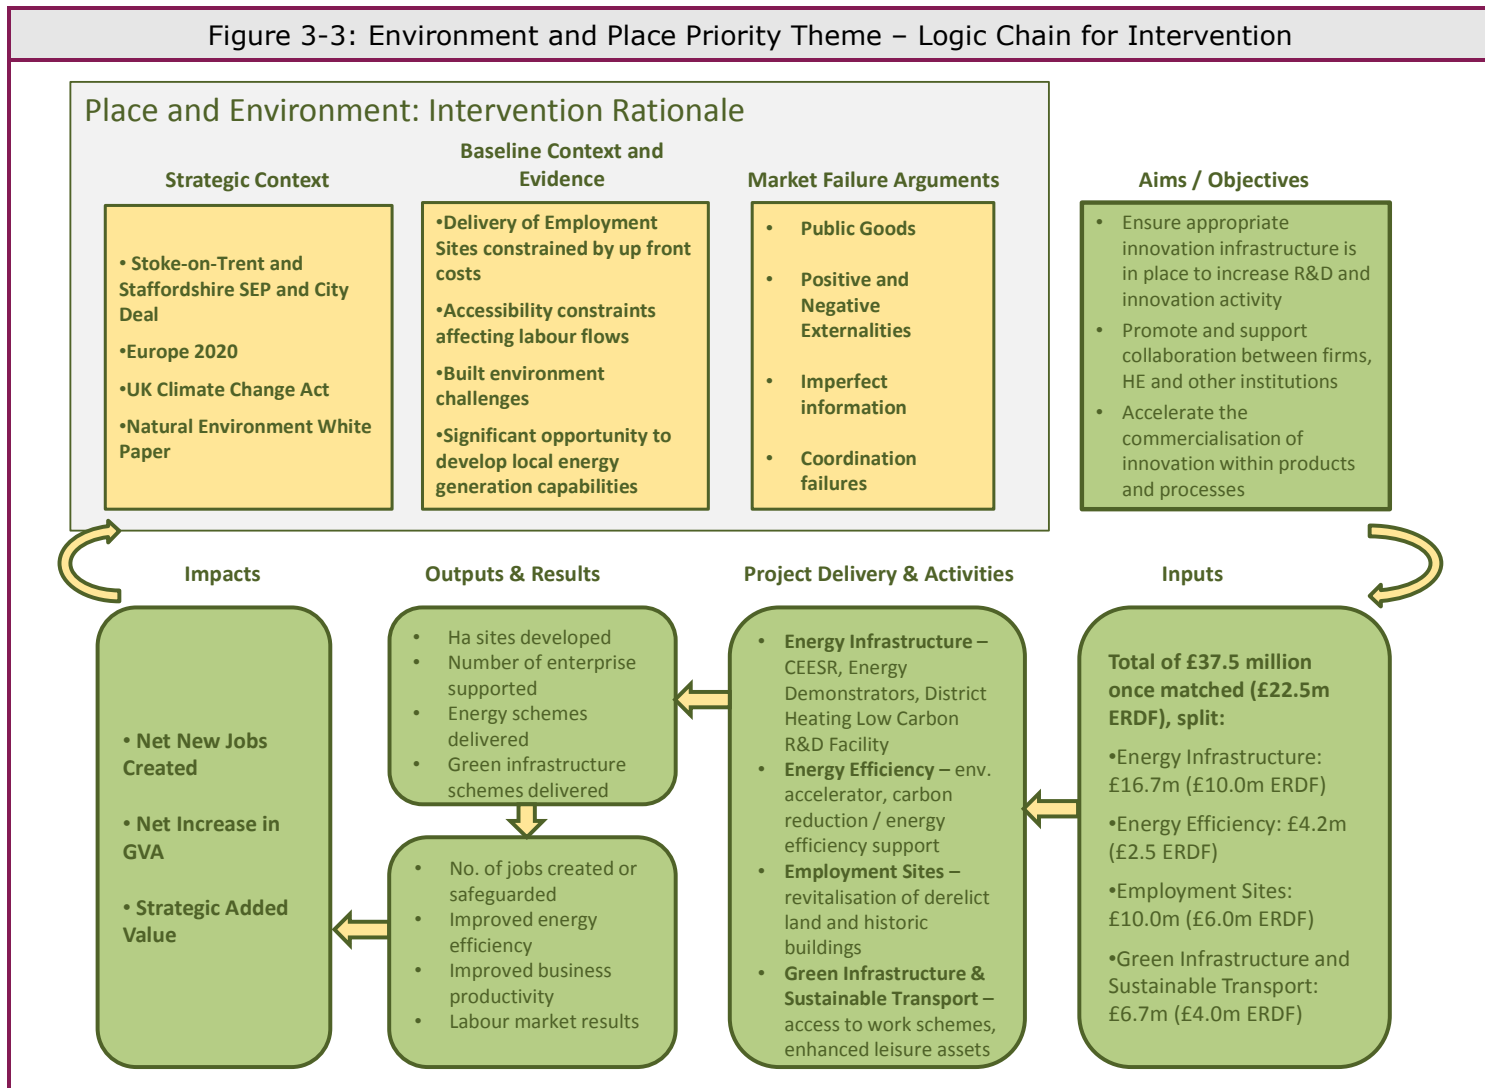 Figure 3-3: Environment and Place Priority Theme – Logic Chain for Intervention
Place and Environment: Intervention Rationale
Strategic Context
• Stoke-on-Trent and
Staffordshire SEP and City
Deal
•Europe 2020
•UK Climate Change Act
•Natural Environment White
Paper
Baseline Context and
Evidence
•Delivery of Employment
Sites constrained by up front
costs
•Accessibility constraints
affecting labour flows
•Built environment
challenges
•Significant opportunity to
develop local energy
generation capabilities
Market Failure Arguments
• Public Goods
• Positive and
Negative
Externalities
• Imperfect
information
• Coordination
failures
Aims / Objectives
• Ensure appropriate
innovation infrastructure is
in place to increase R&D and
innovation activity
• Promote and support
collaboration between firms,
HE and other institutions
• Accelerate the
commercialisation of
innovation within products
and processes
Impacts
• Net New Jobs
Created
• Net Increase in
GVA
• Strategic Added
Value
Outputs & Results
• Ha sites developed
• Number of enterprise
supported
• Energy schemes
delivered
• Green infrastructure
schemes delivered
• No. of jobs created or
safeguarded
• Improved energy
efficiency
• Improved business
productivity
• Labour market results
Project Delivery & Activities
• Energy Infrastructure –
CEESR, Energy
Demonstrators, District
Heating Low Carbon
R&D Facility
• Energy Efficiency – env.
accelerator, carbon
reduction / energy
efficiency support
• Employment Sites –
revitalisation of derelict
land and historic
buildings
• Green Infrastructure &
Sustainable Transport –
access to work schemes,
enhanced leisure assets
Inputs
Total of £37.5 million
once matched (£22.5m
ERDF), split:
•Energy Infrastructure:
£16.7m (£10.0m ERDF)
•Energy Efficiency: £4.2m
(£2.5 ERDF)
•Employment Sites:
£10.0m (£6.0m ERDF)
•Green Infrastructure and
Sustainable Transport:
£6.7m (£4.0m ERDF)